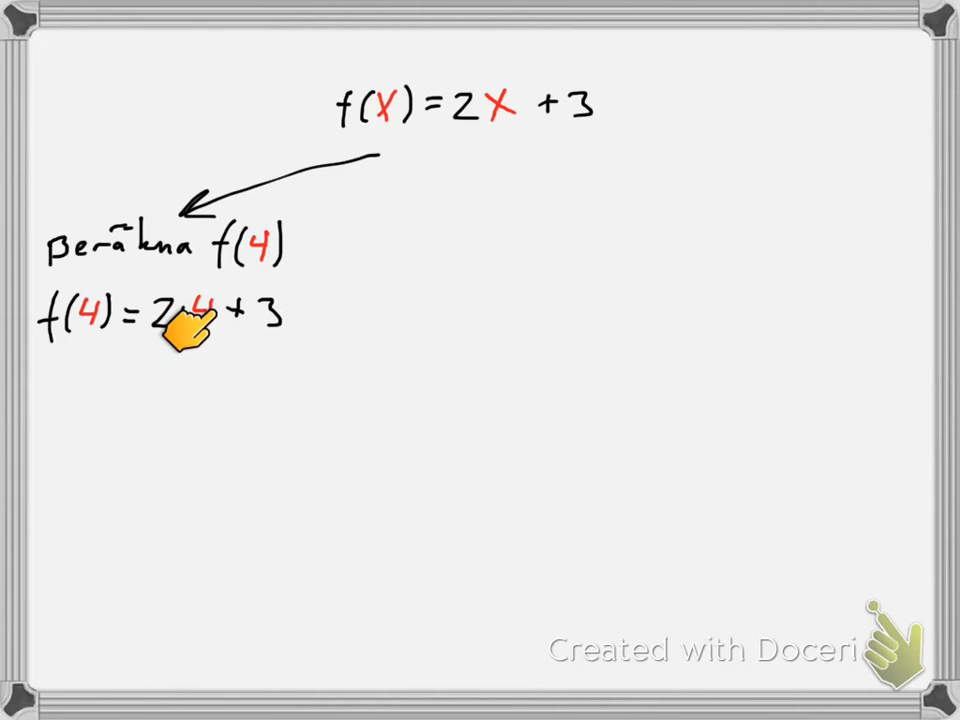 f(x) = 2x + 3
Beräkna f(4)
f(4) = 2·4 + 3
Created with Doceri